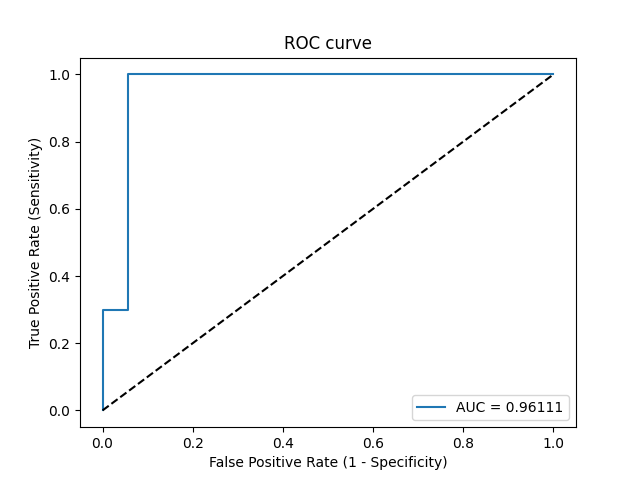 ROC curve
True Positive Rate (Sensitivity)
1.0
0.8
0.6
0.4
0.2
0.0
AUC = 0.96111
0.0 0.2 0.4 0.6 0.8 1.0
False Positive Rate (1 - Specificity)